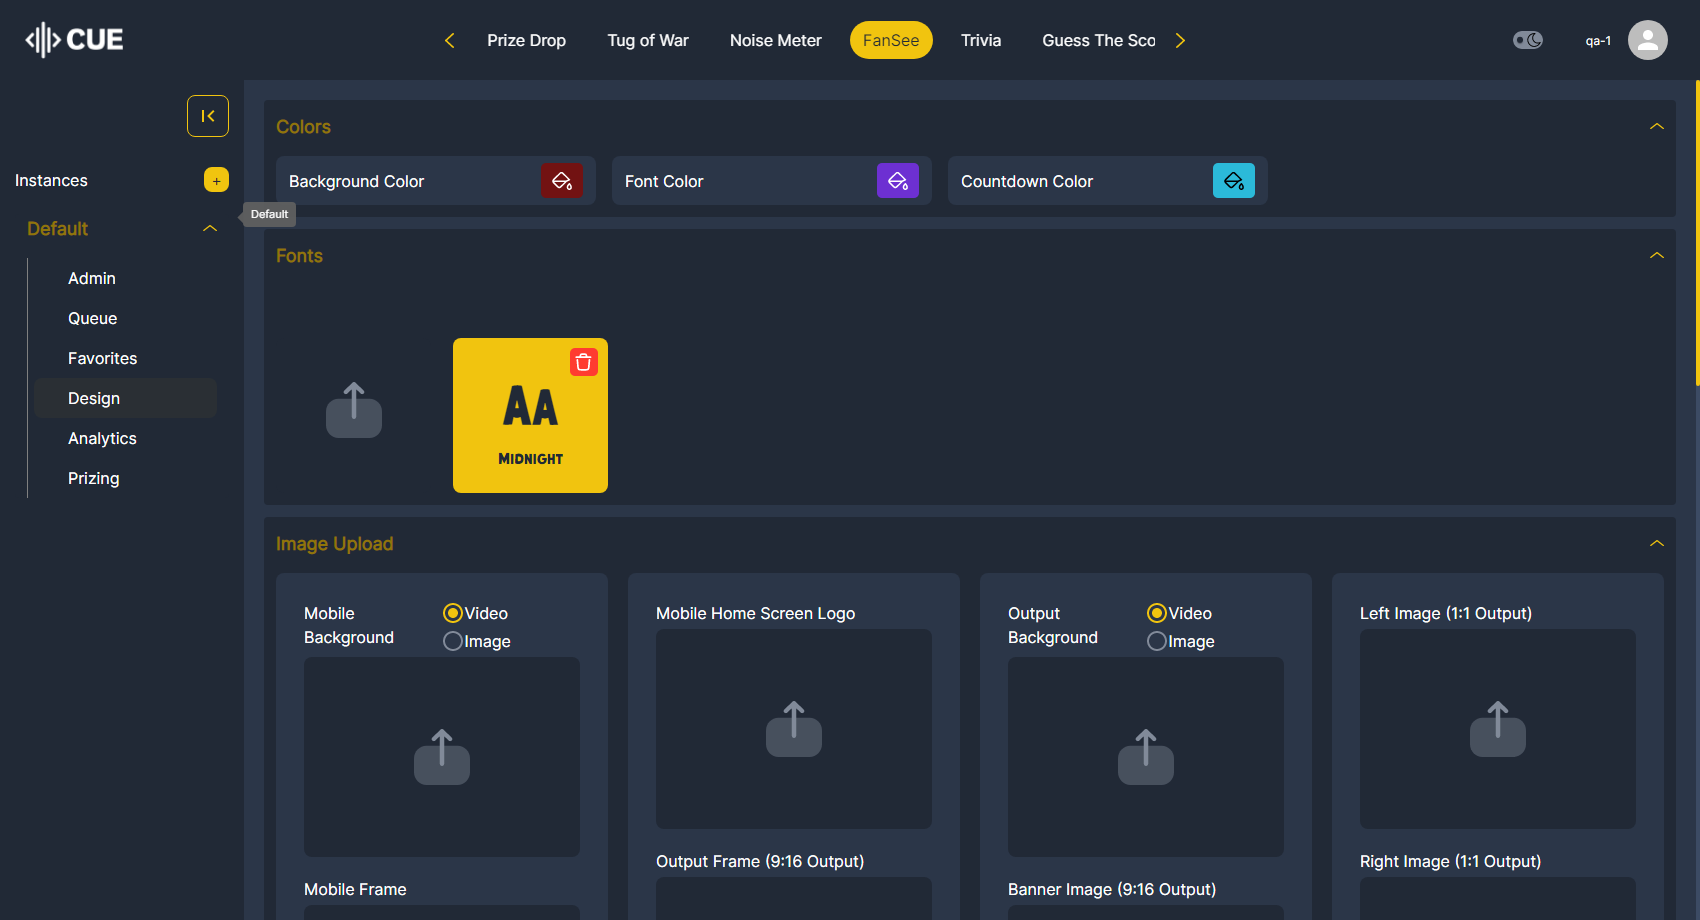 CUE
Prize Drop
Tug of War
Noise Meter
FanSee
Trivia
Guess The Sco
qa-1
Instances
+
Default
Default
Admin
Queue
Favorites
Design
Analytics
Prizing
Colors
Background Color
Font Color
Countdown Color
Fonts
AA
MIDNIGHT
Image Upload
Mobile
Background
Video
Image
Mobile Home Screen Logo
Output
Background
Video
Image
Left Image (1:1 Output)
Output Frame (9:16 Output)
Right Image (1:1 Output)
Mobile Frame
Banner Image (9:16 Output)